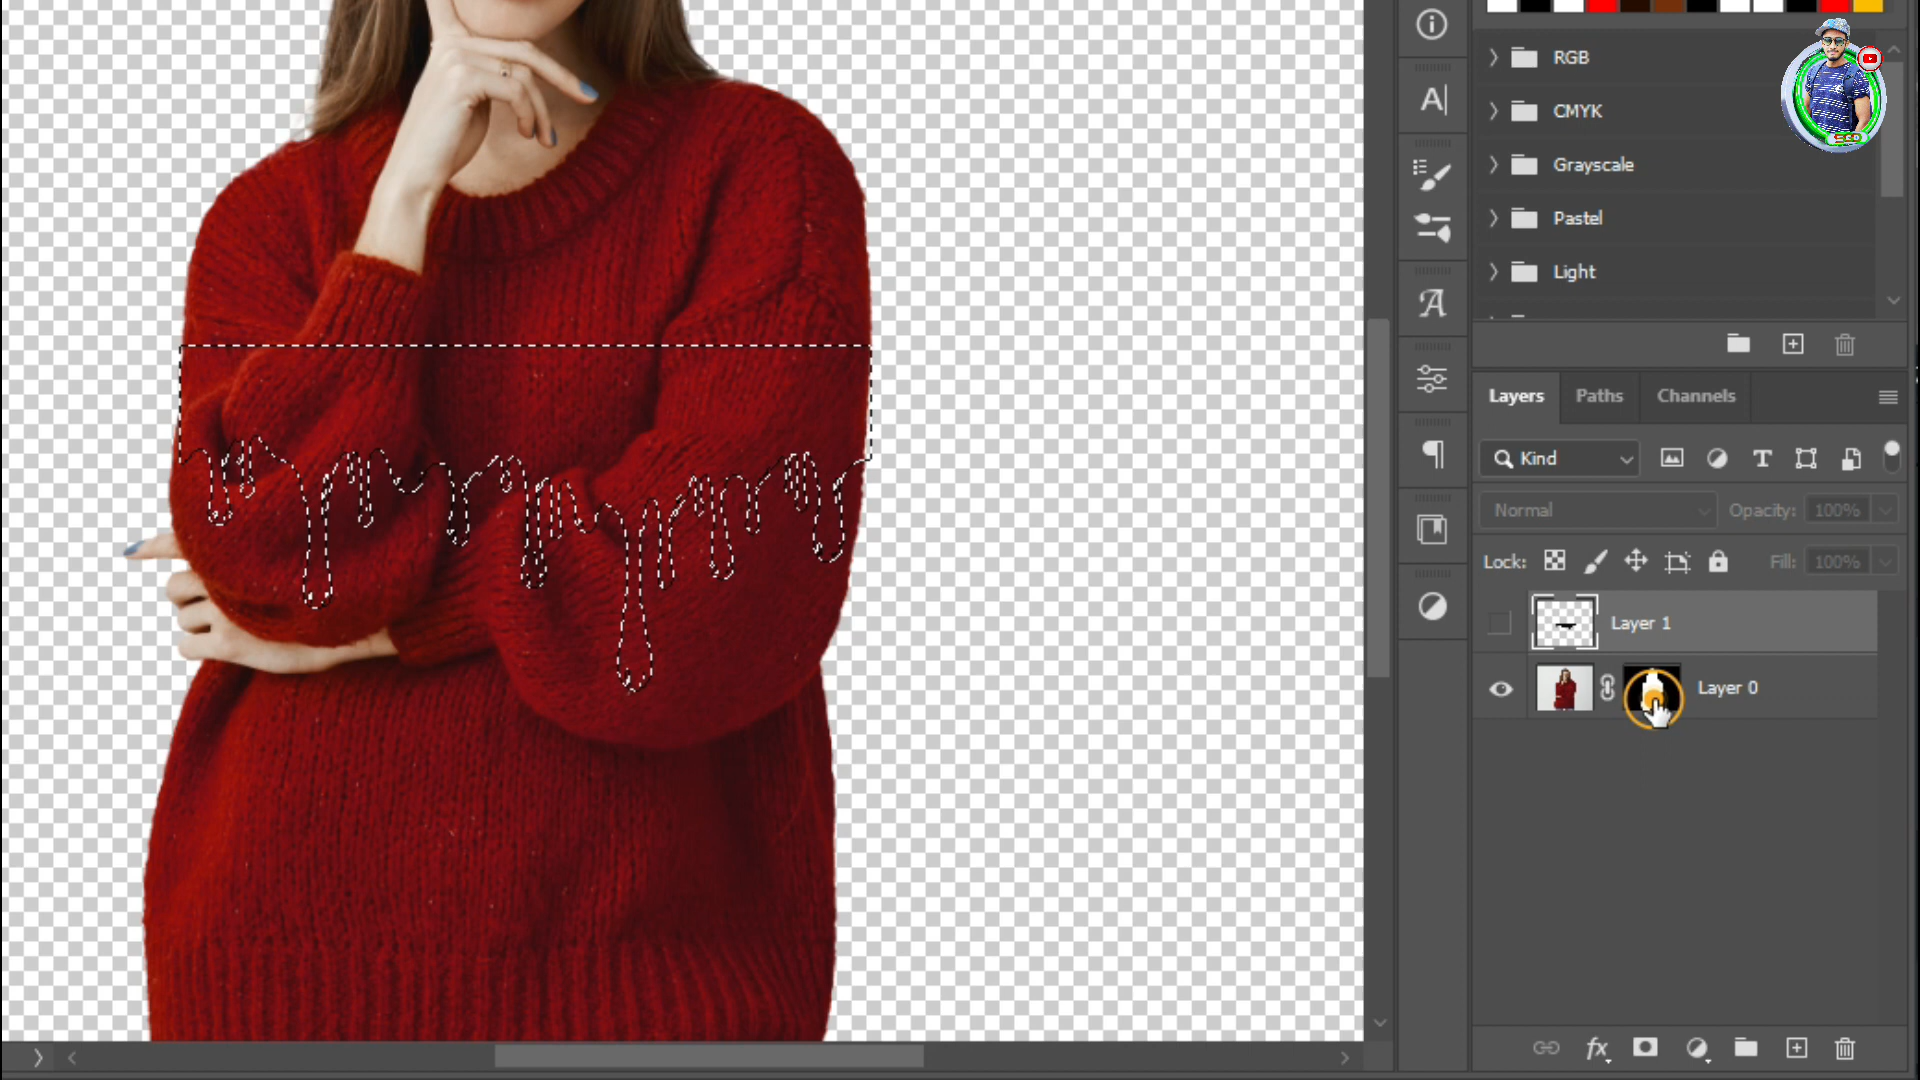 RGB
CMYK
Grayscale
Pastel
Light
Layers Paths Channels
Kind
Normal Opacity: 100%
Lock: Fill: 100%
Layer 1
Layer 0
fx